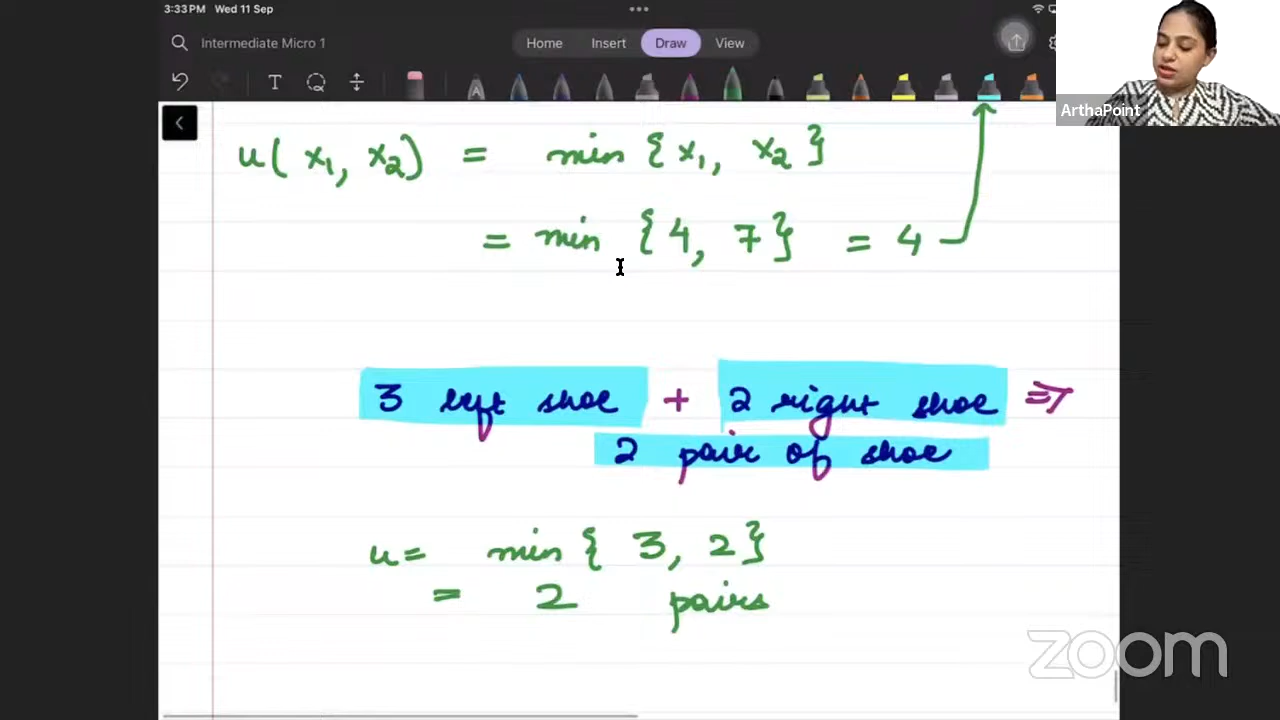 3:33 PM Wed 11 Sep
Intermediate Micro 1
Home Insert Draw View
T
A
ArthaPoint
u( x₁, x₂) = min { x₁, x₂ }
= min { 4, 7 } = 4
3 left shoe + 2 right shoe ⇒
2 pair of shoe
u = min { 3, 2 }
= 2 pairs
zoom